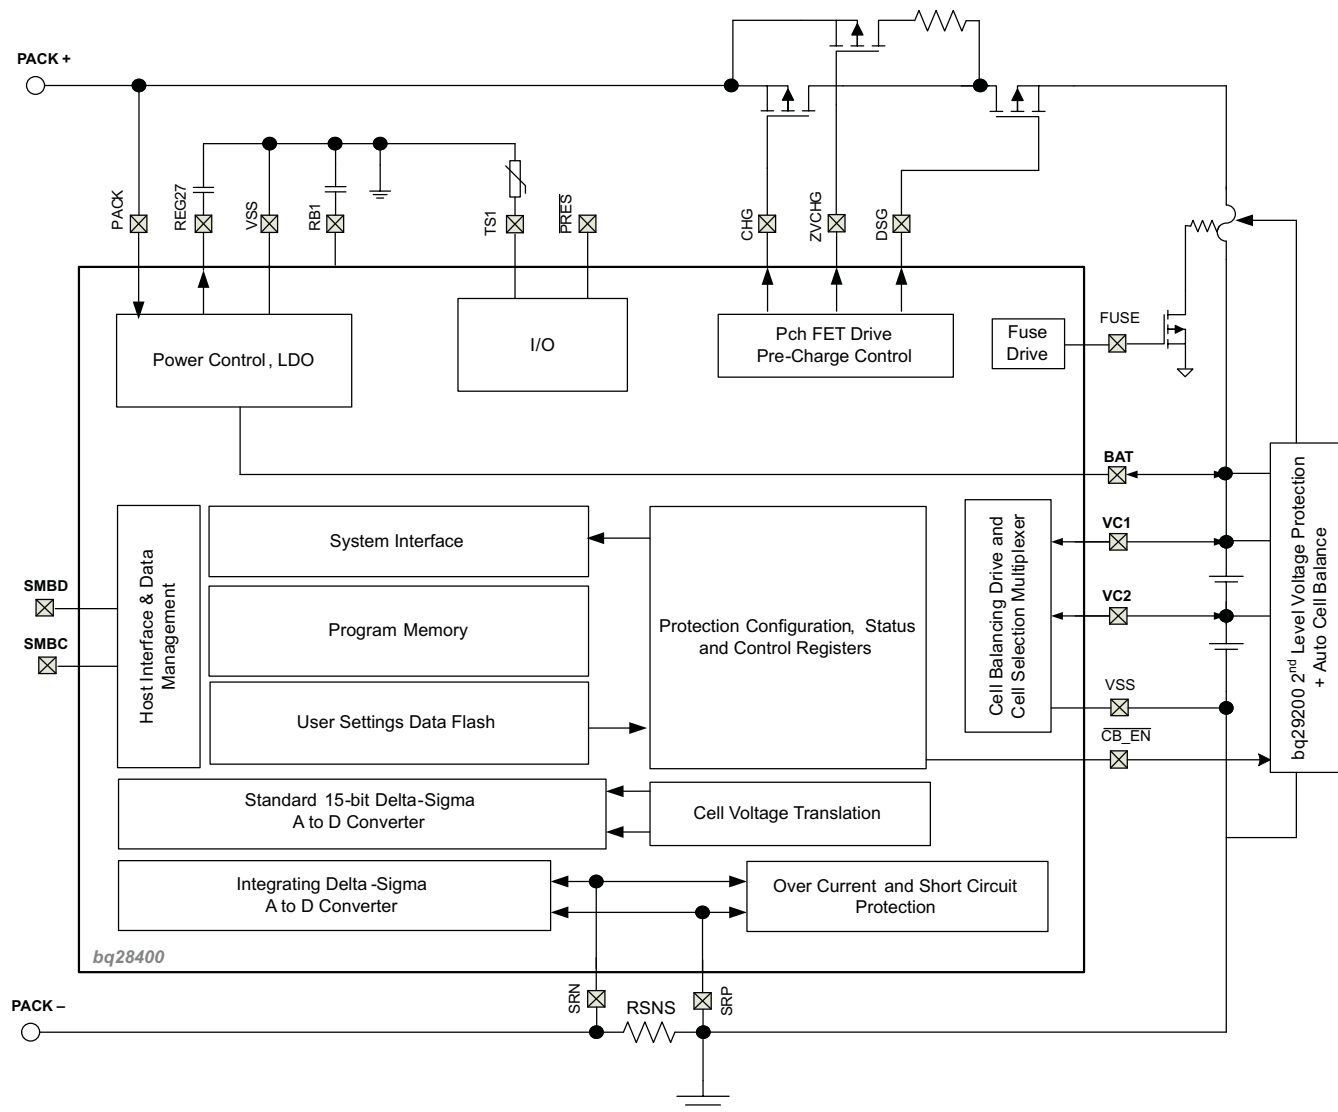 PACK +
PACK
REG27
VSS
RB1
TS1
PRES
CHG
ZVCHG
DSG
Power Control, LDO
I/O
Pch FET Drive
Pre-Charge Control
Fuse
Drive
FUSE
BAT
VC1
VC2
VSS
CB_EN
SMBD
SMBC
Host Interface & Data
Management
System Interface
Program Memory
User Settings Data Flash
Protection Configuration, Status
and Control Registers
Cell Balancing Drive and
Cell Selection Multiplexer
bq29200 2nd Level Voltage Protection
+ Auto Cell Balance
Standard 15-bit Delta-Sigma
A to D Converter
Cell Voltage Translation
Integrating Delta-Sigma
A to D Converter
Over Current and Short Circuit
Protection
bq28400
PACK –
SRN
RSNS
SRP